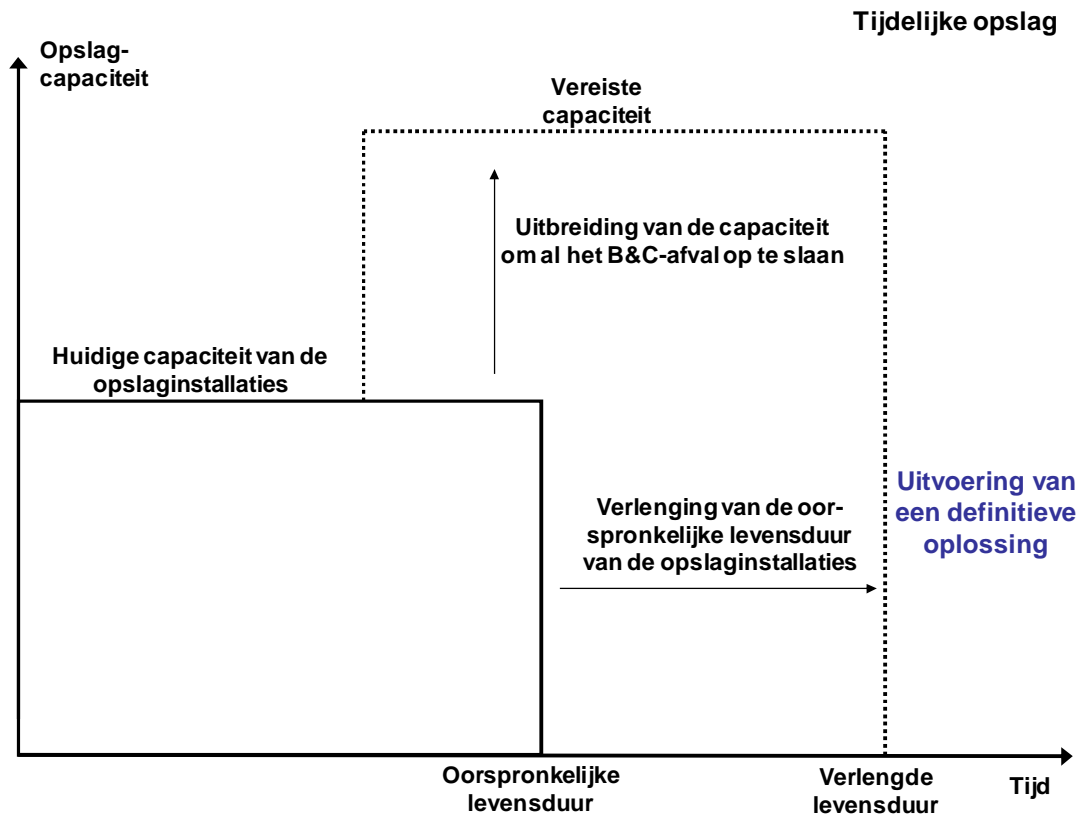 Tijdelijke opslag
Opslag-
capaciteit
Vereiste
capaciteit
Uitbreiding van de capaciteit
om al het B&C-afval op te slaan
Huidige capaciteit van de
opslaginstallaties
Verlenging van de oor-
spronkelijke levensduur
van de opslaginstallaties
Uitvoering van
een definitieve
oplossing
Oorspronkelijke
levensduur
Verlengde
levensduur
Tijd